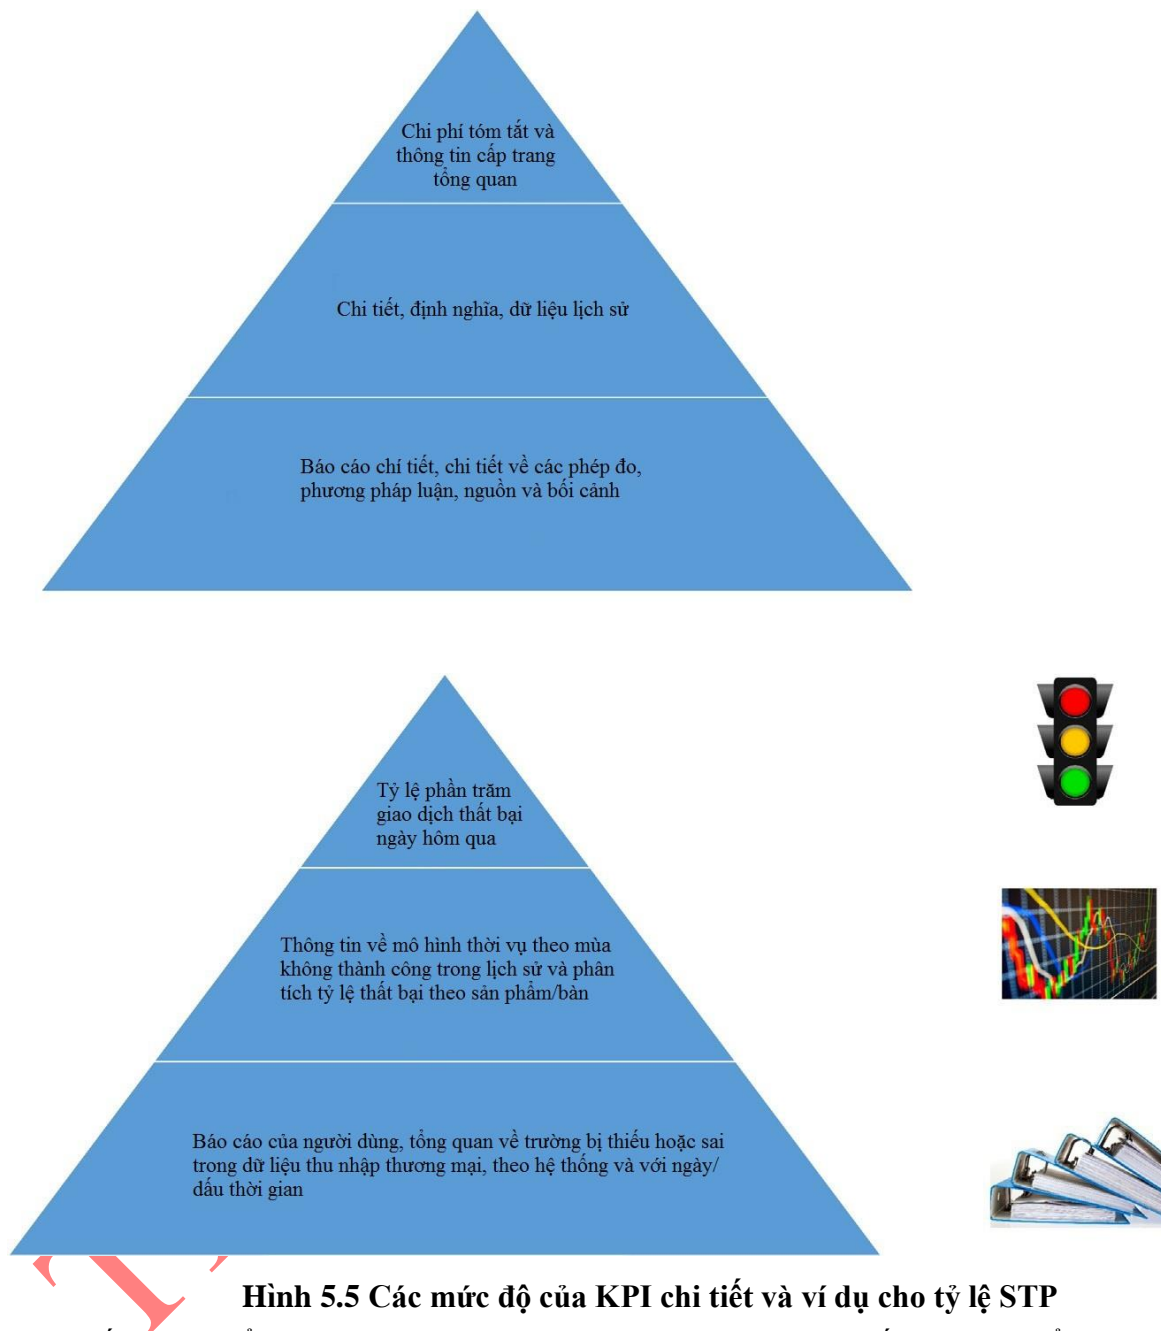 Chi phí tóm tắt và
thông tin cấp trang
tổng quan
Chi tiết, định nghĩa, dữ liệu lịch sử
Báo cáo chí tiết, chi tiết về các phép đo,
phương pháp luận, nguồn và bối cảnh
Tỷ lệ phần trăm
giao dịch thất bại
ngày hôm qua
Thông tin về mô hình thời vụ theo mùa
không thành công trong lịch sử và phân
tích tỷ lệ thất bại theo sản phẩm/bàn
Báo cáo của người dùng, tổng quan về trường bị thiếu hoặc sai
trong dữ liệu thu nhập thương mại, theo hệ thống và với ngày/
dấu thời gian
Hình 5.5 Các mức độ của KPI chi tiết và ví dụ cho tỷ lệ STP